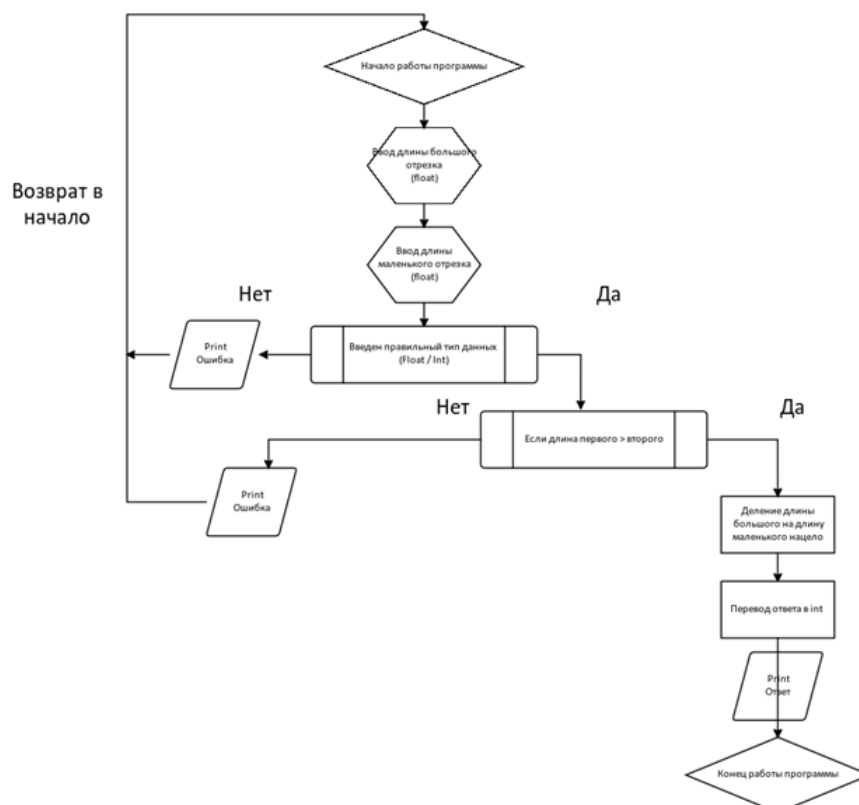 Начало работы программы
Ввод длины большого
отрезка
(float)
Возврат в
начало
Ввод длины
маленького отрезка
(float)
Нет
Да
Print
Ошибка
Введен правильный тип данных
(Float / Int)
Нет
Да
Если длина первого > второго
Print
Ошибка
Деление длины
большого на длину
маленького нацело
Перевод ответа в int
Print
Ответ
Конец работы программы